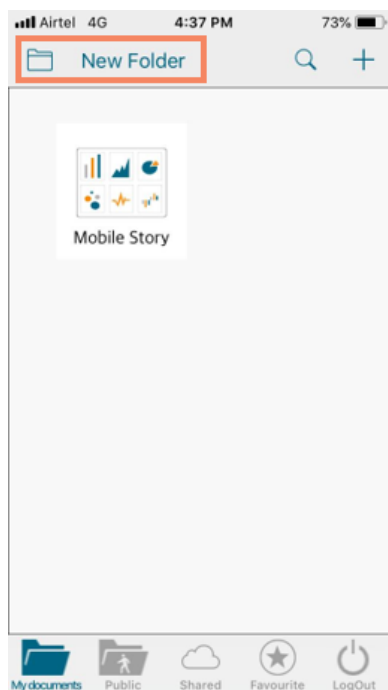 Airtel 4G 4:37 PM 73%
New Folder
Mobile Story
My documents Public Shared Favourite LogOut